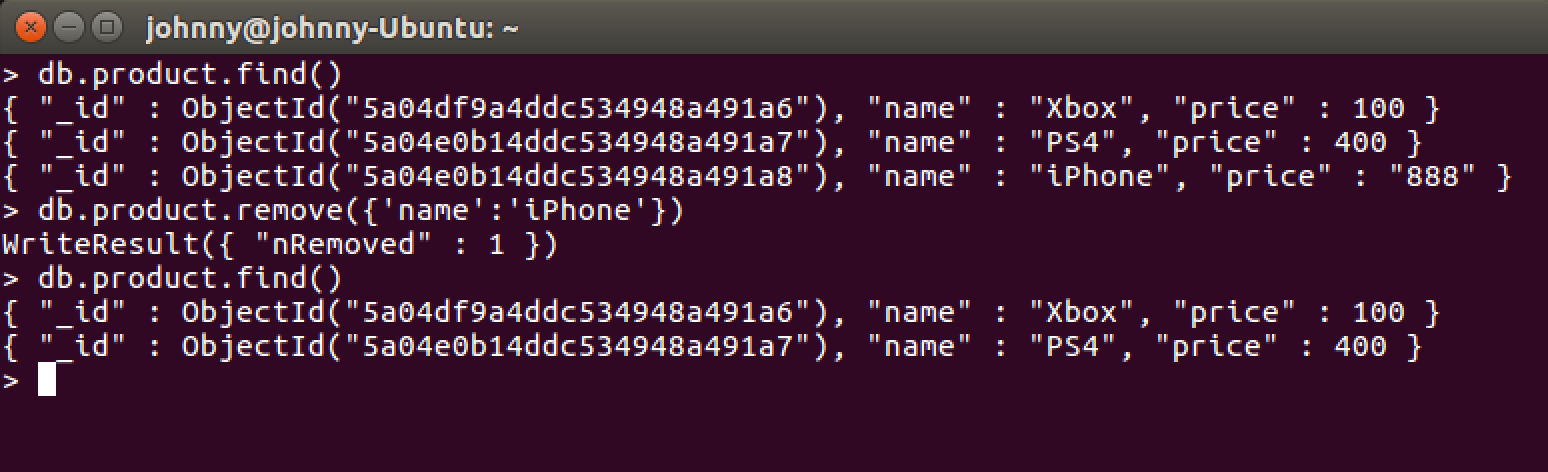 johnny@johnny-Ubuntu: ~
> db.product.find()
{ "_id" : ObjectId("5a04df9a4ddc534948a491a6"), "name" : "Xbox", "price" : 100 }
{ "_id" : ObjectId("5a04e0b14ddc534948a491a7"), "name" : "PS4", "price" : 400 }
{ "_id" : ObjectId("5a04e0b14ddc534948a491a8"), "name" : "iPhone", "price" : "888" }
> db.product.remove({'name':'iPhone'})
WriteResult({ "nRemoved" : 1 })
> db.product.find()
{ "_id" : ObjectId("5a04df9a4ddc534948a491a6"), "name" : "Xbox", "price" : 100 }
{ "_id" : ObjectId("5a04e0b14ddc534948a491a7"), "name" : "PS4", "price" : 400 }
>